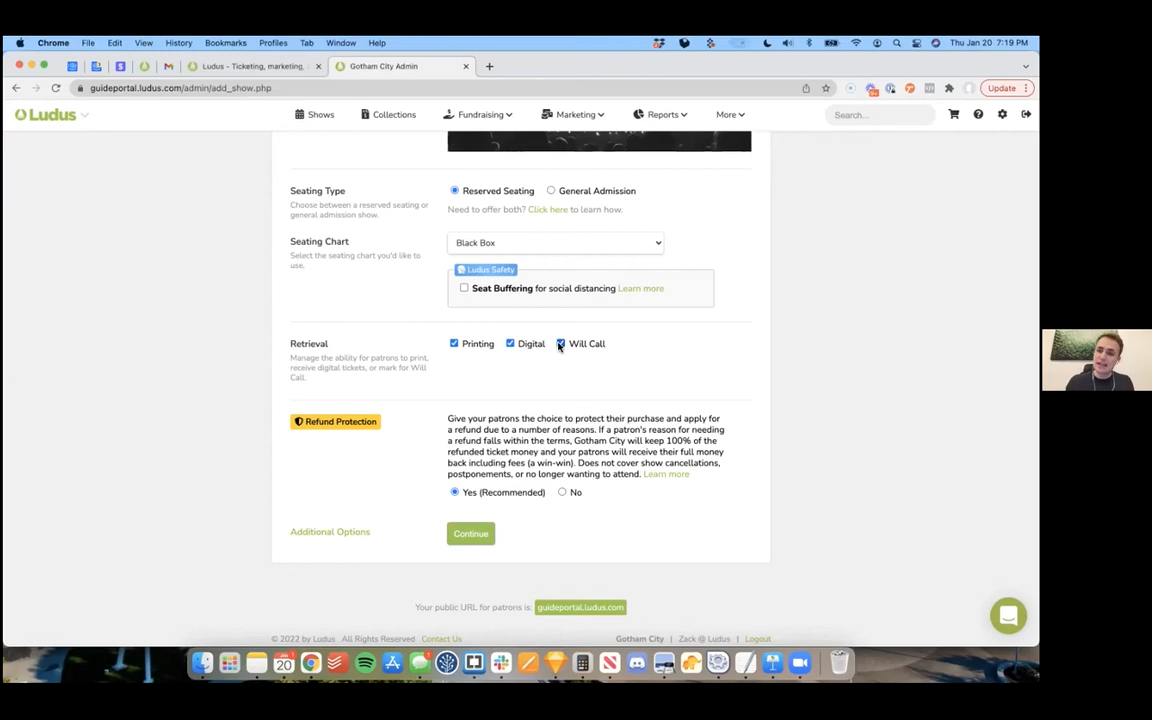 Chrome File Edit View History Bookmarks Profiles Tab Window Help Thu Jan 20 7:19 PM
Ludus - Ticketing, marketing, Gotham City Admin
guideportal.ludus.com/admin/add_show.php Update
Ludus Shows Collections Fundraising Marketing Reports More Search...
Seating Type Reserved Seating General Admission
Choose between a reserved seating or
general admission show.
Need to offer both? Click here to learn how.
Seating Chart Black Box
Select the seating chart you'd like to
use,
Ludus Safety
Seat Buffering for social distancing Learn more
Retrieval Printing Digital Will Call
Manage the ability for patrons to print,
receive digital tickets, or mark for Will
Call.
Refund Protection
Give your patrons the choice to protect their purchase and apply for
a refund due to a number of reasons. If a patron's reason for needing
a refund falls within the terms, Gotham City will keep 100% of the
refunded ticket money and your patrons will receive their full money
back including fees (a win-win). Does not cover show cancellations,
postponements, or no longer wanting to attend. Learn more
Yes (Recommended) No
Additional Options Continue
Your public URL for patrons is: guideportal.ludus.com
© 2022 by Ludus All Rights Reserved Contact Us Gotham City | Zack @ Ludus | Logout
20